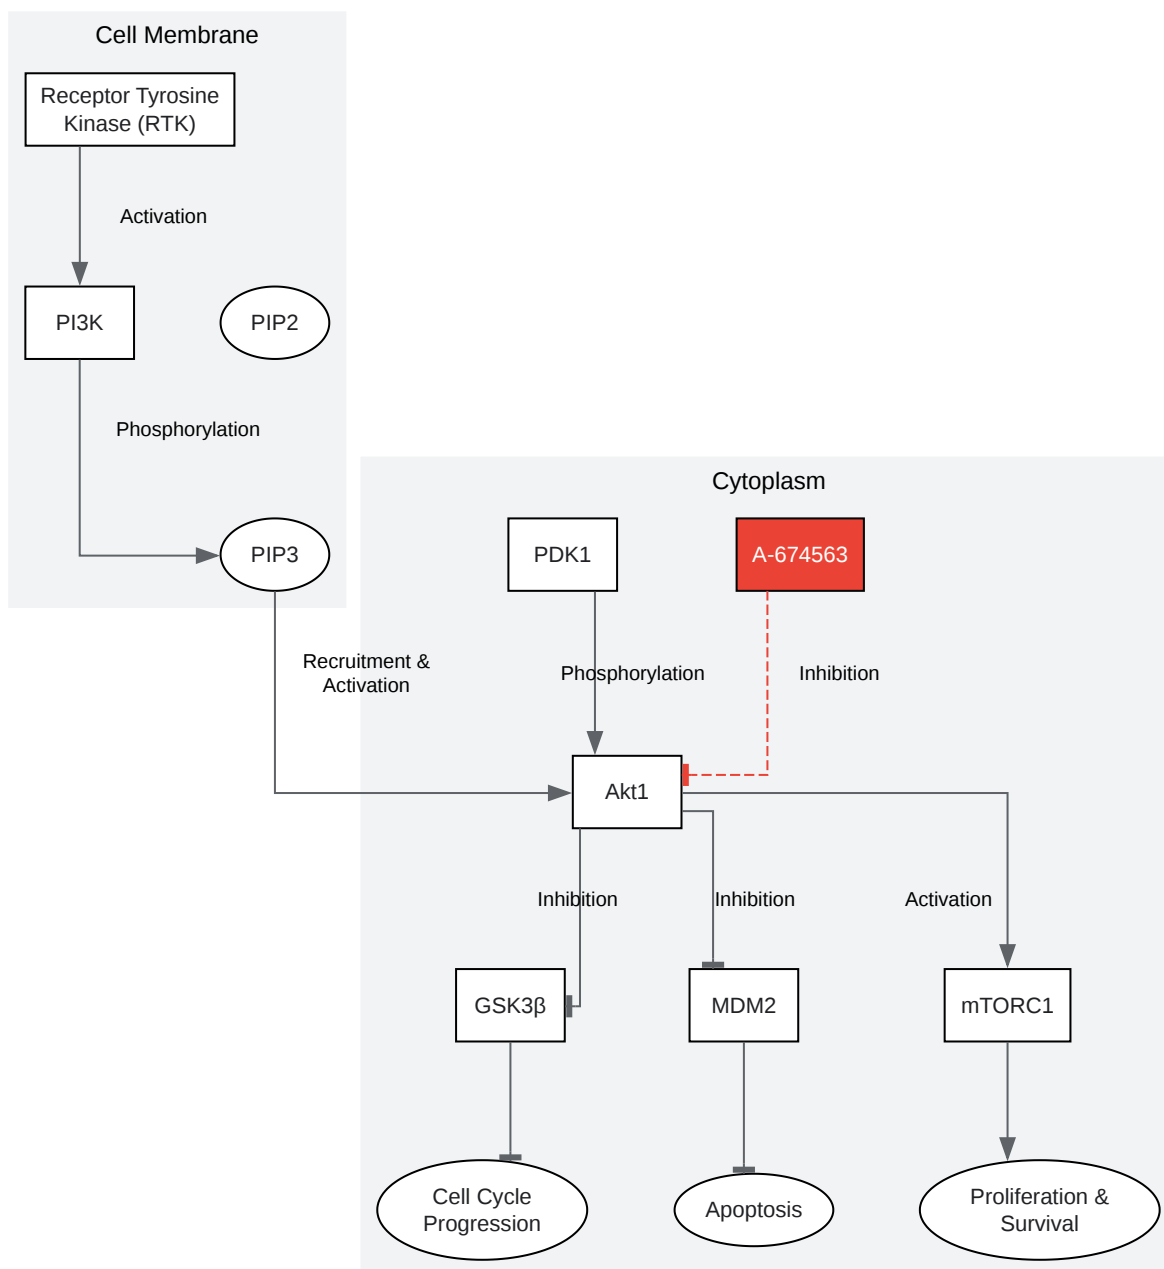 Cell Membrane
Receptor Tyrosine
Kinase (RTK)
Activation
PI3K
PIP2
Phosphorylation
Cytoplasm
PIP3
PDK1
A-674563
Recruitment &
Activation
Phosphorylation
Inhibition
Akt1
Inhibition
Inhibition
Activation
GSK3β
MDM2
mTORC1
Cell Cycle
Progression
Apoptosis
Proliferation &
Survival